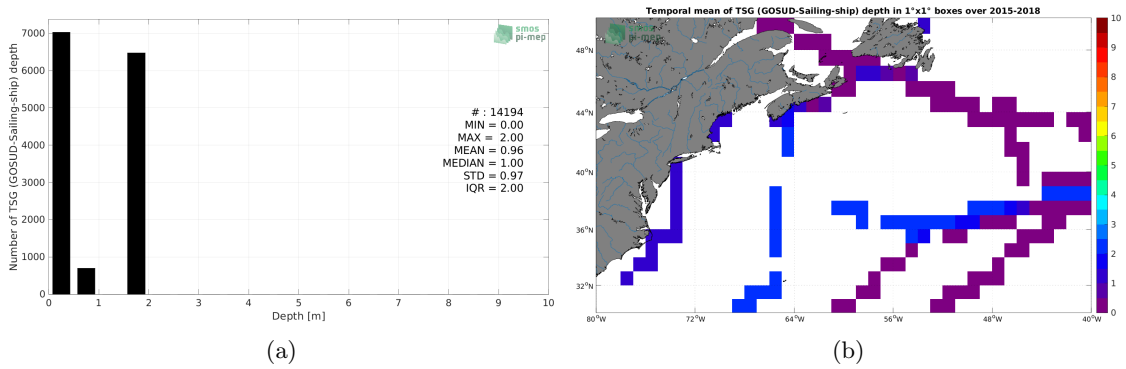 smos
pi-mep
7000
6000
5000
4000
3000
2000
1000
0
Number of TSG (GOSUD-Sailing-ship) depth
# : 14194
MIN = 0.00
MAX = 2.00
MEAN = 0.96
MEDIAN = 1.00
STD = 0.97
IQR = 2.00
0 1 2 3 4 5 6 7 8 9 10
Depth [m]
(a)
Temporal mean of TSG (GOSUD-Sailing-ship) depth in 1°x1° boxes over 2015-2018
smos
pi-mep
48°N
44°N
40°N
36°N
32°N
80°W 72°W 64°W 56°W 48°W 40°W
10
9
8
7
6
5
4
3
2
1
0
(b)